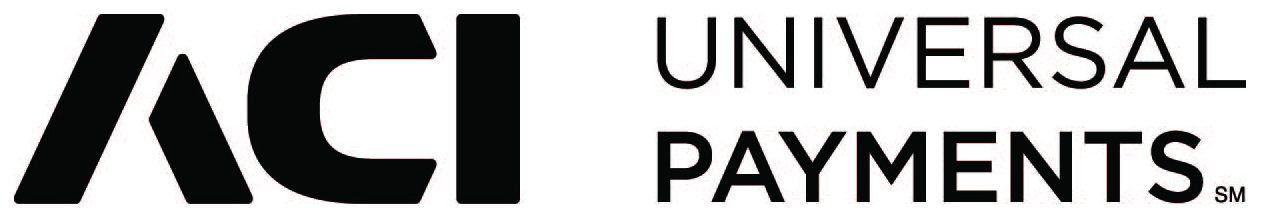 ACI
UNIVERSAL
PAYMENTS SM